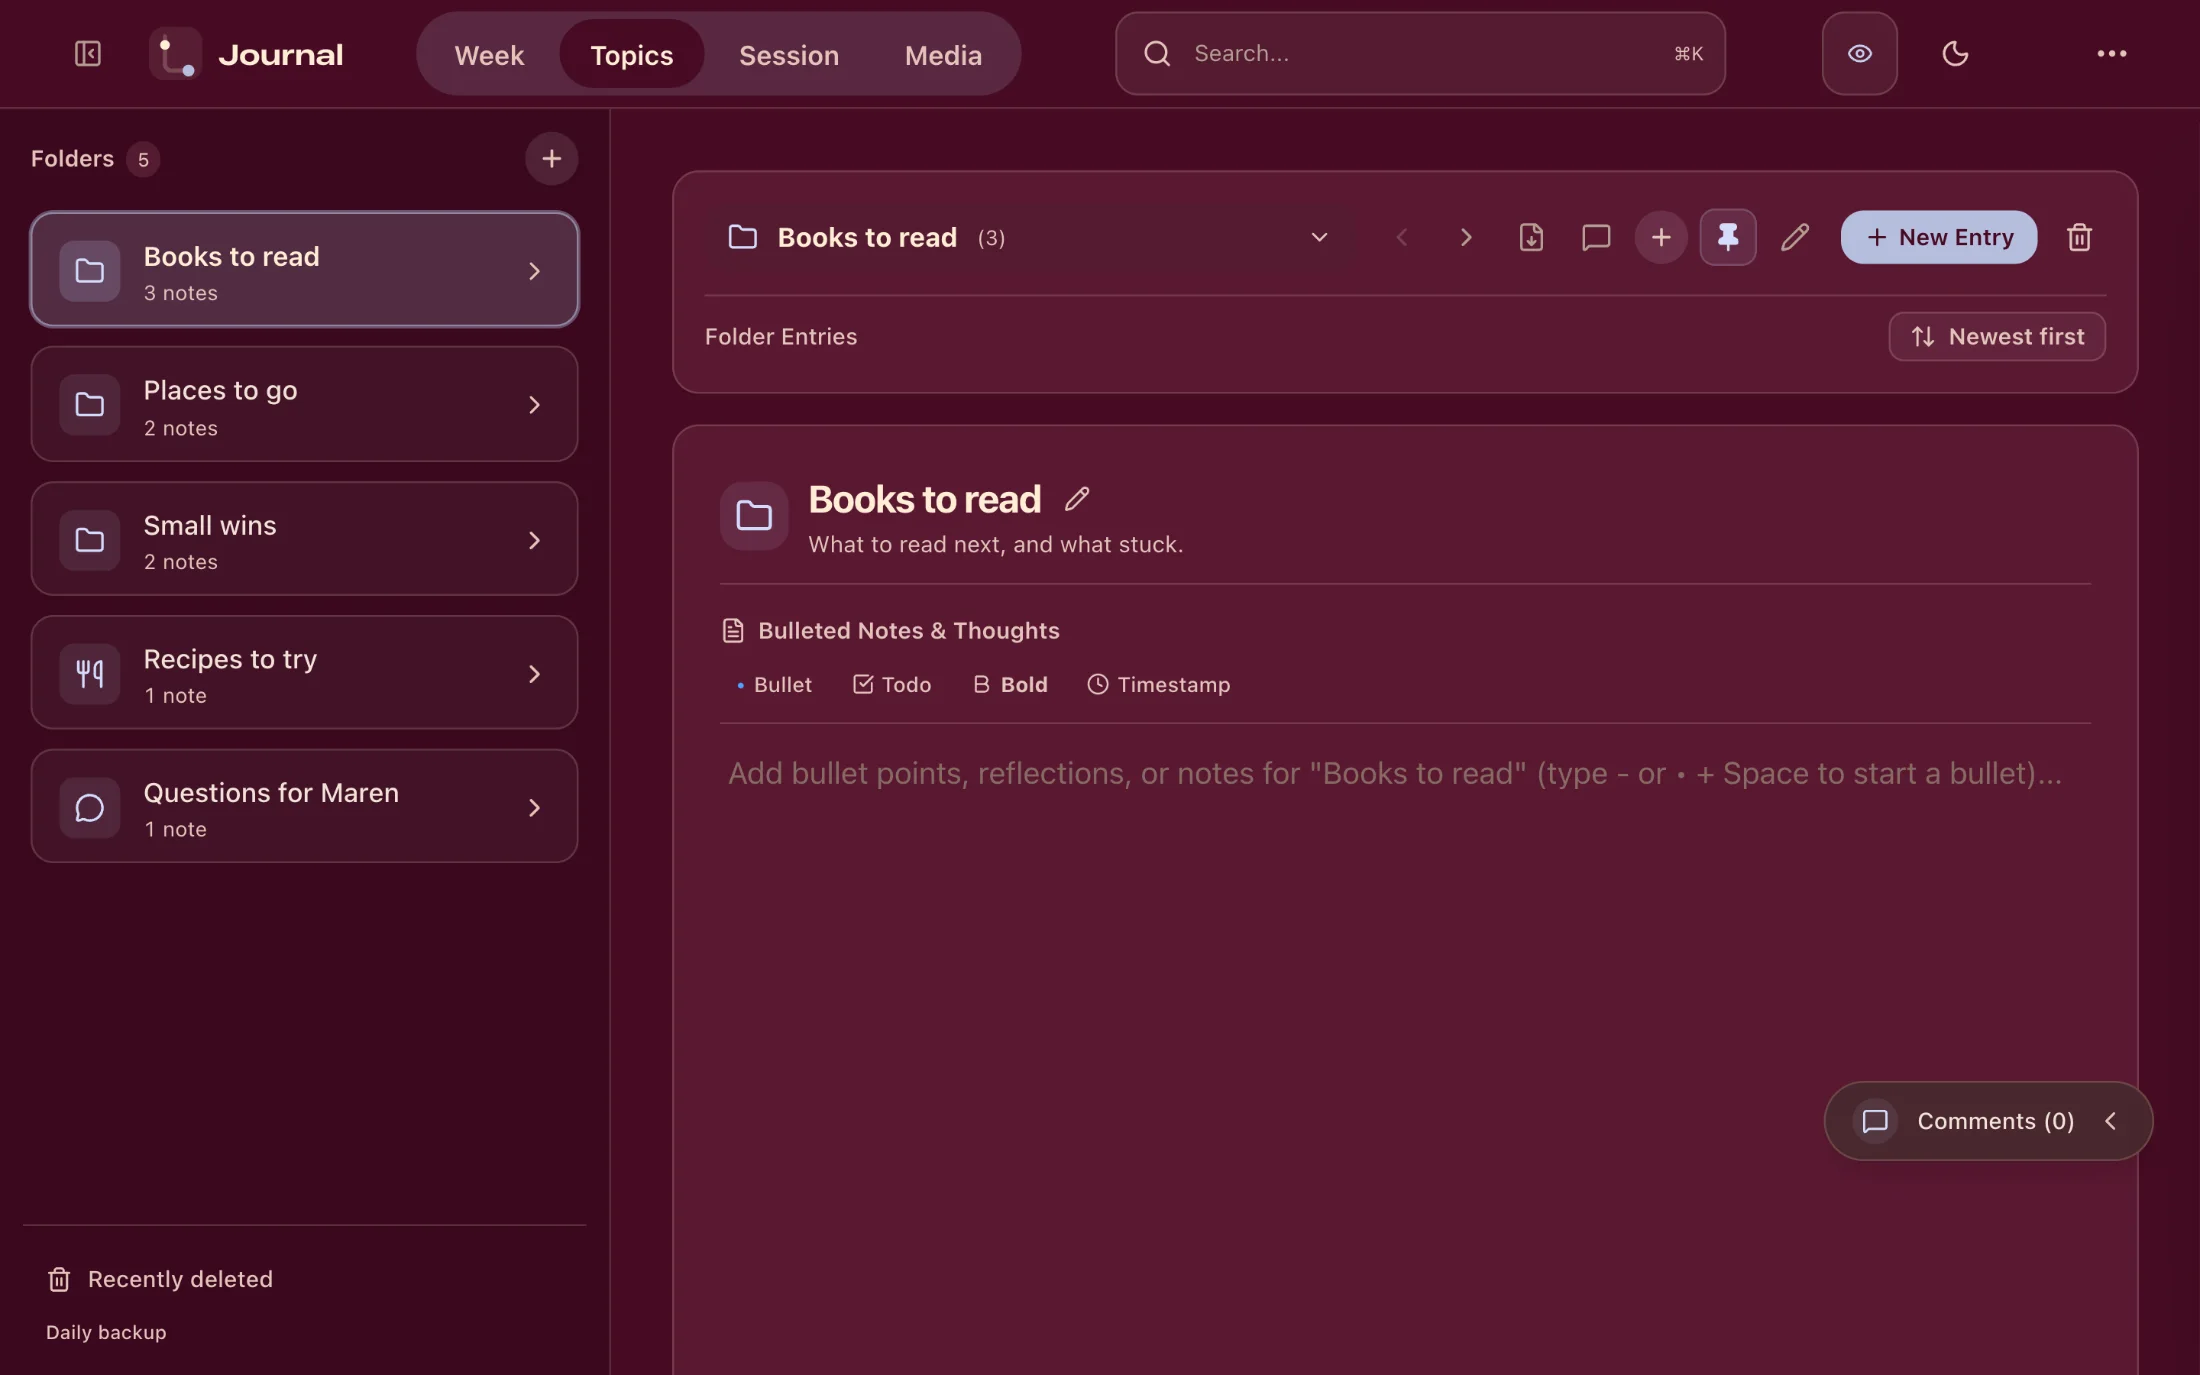 Journal
Week
Topics
Session
Media
Search...
⌘K
Folders 5
Books to read
3 notes
Places to go
2 notes
Small wins
2 notes
Recipes to try
1 note
Questions for Maren
1 note
Recently deleted
Daily backup
Books to read (3)
+ New Entry
Folder Entries
Newest first
Books to read
What to read next, and what stuck.
Bulleted Notes & Thoughts
• Bullet
Todo
B Bold
Timestamp
Add bullet points, reflections, or notes for "Books to read" (type - or • + Space to start a bullet)...
Comments (0)